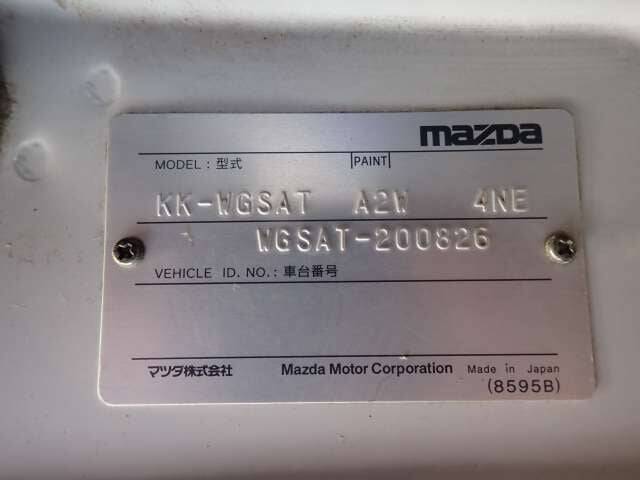 mazda
MODEL : 型式 PAINT
KK-WGSAT A2W 4NE
WGSAT-200826
VEHICLE ID. NO. : 車台番号
マツダ株式会社 Mazda Motor Corporation Made in Japan
(8595B)